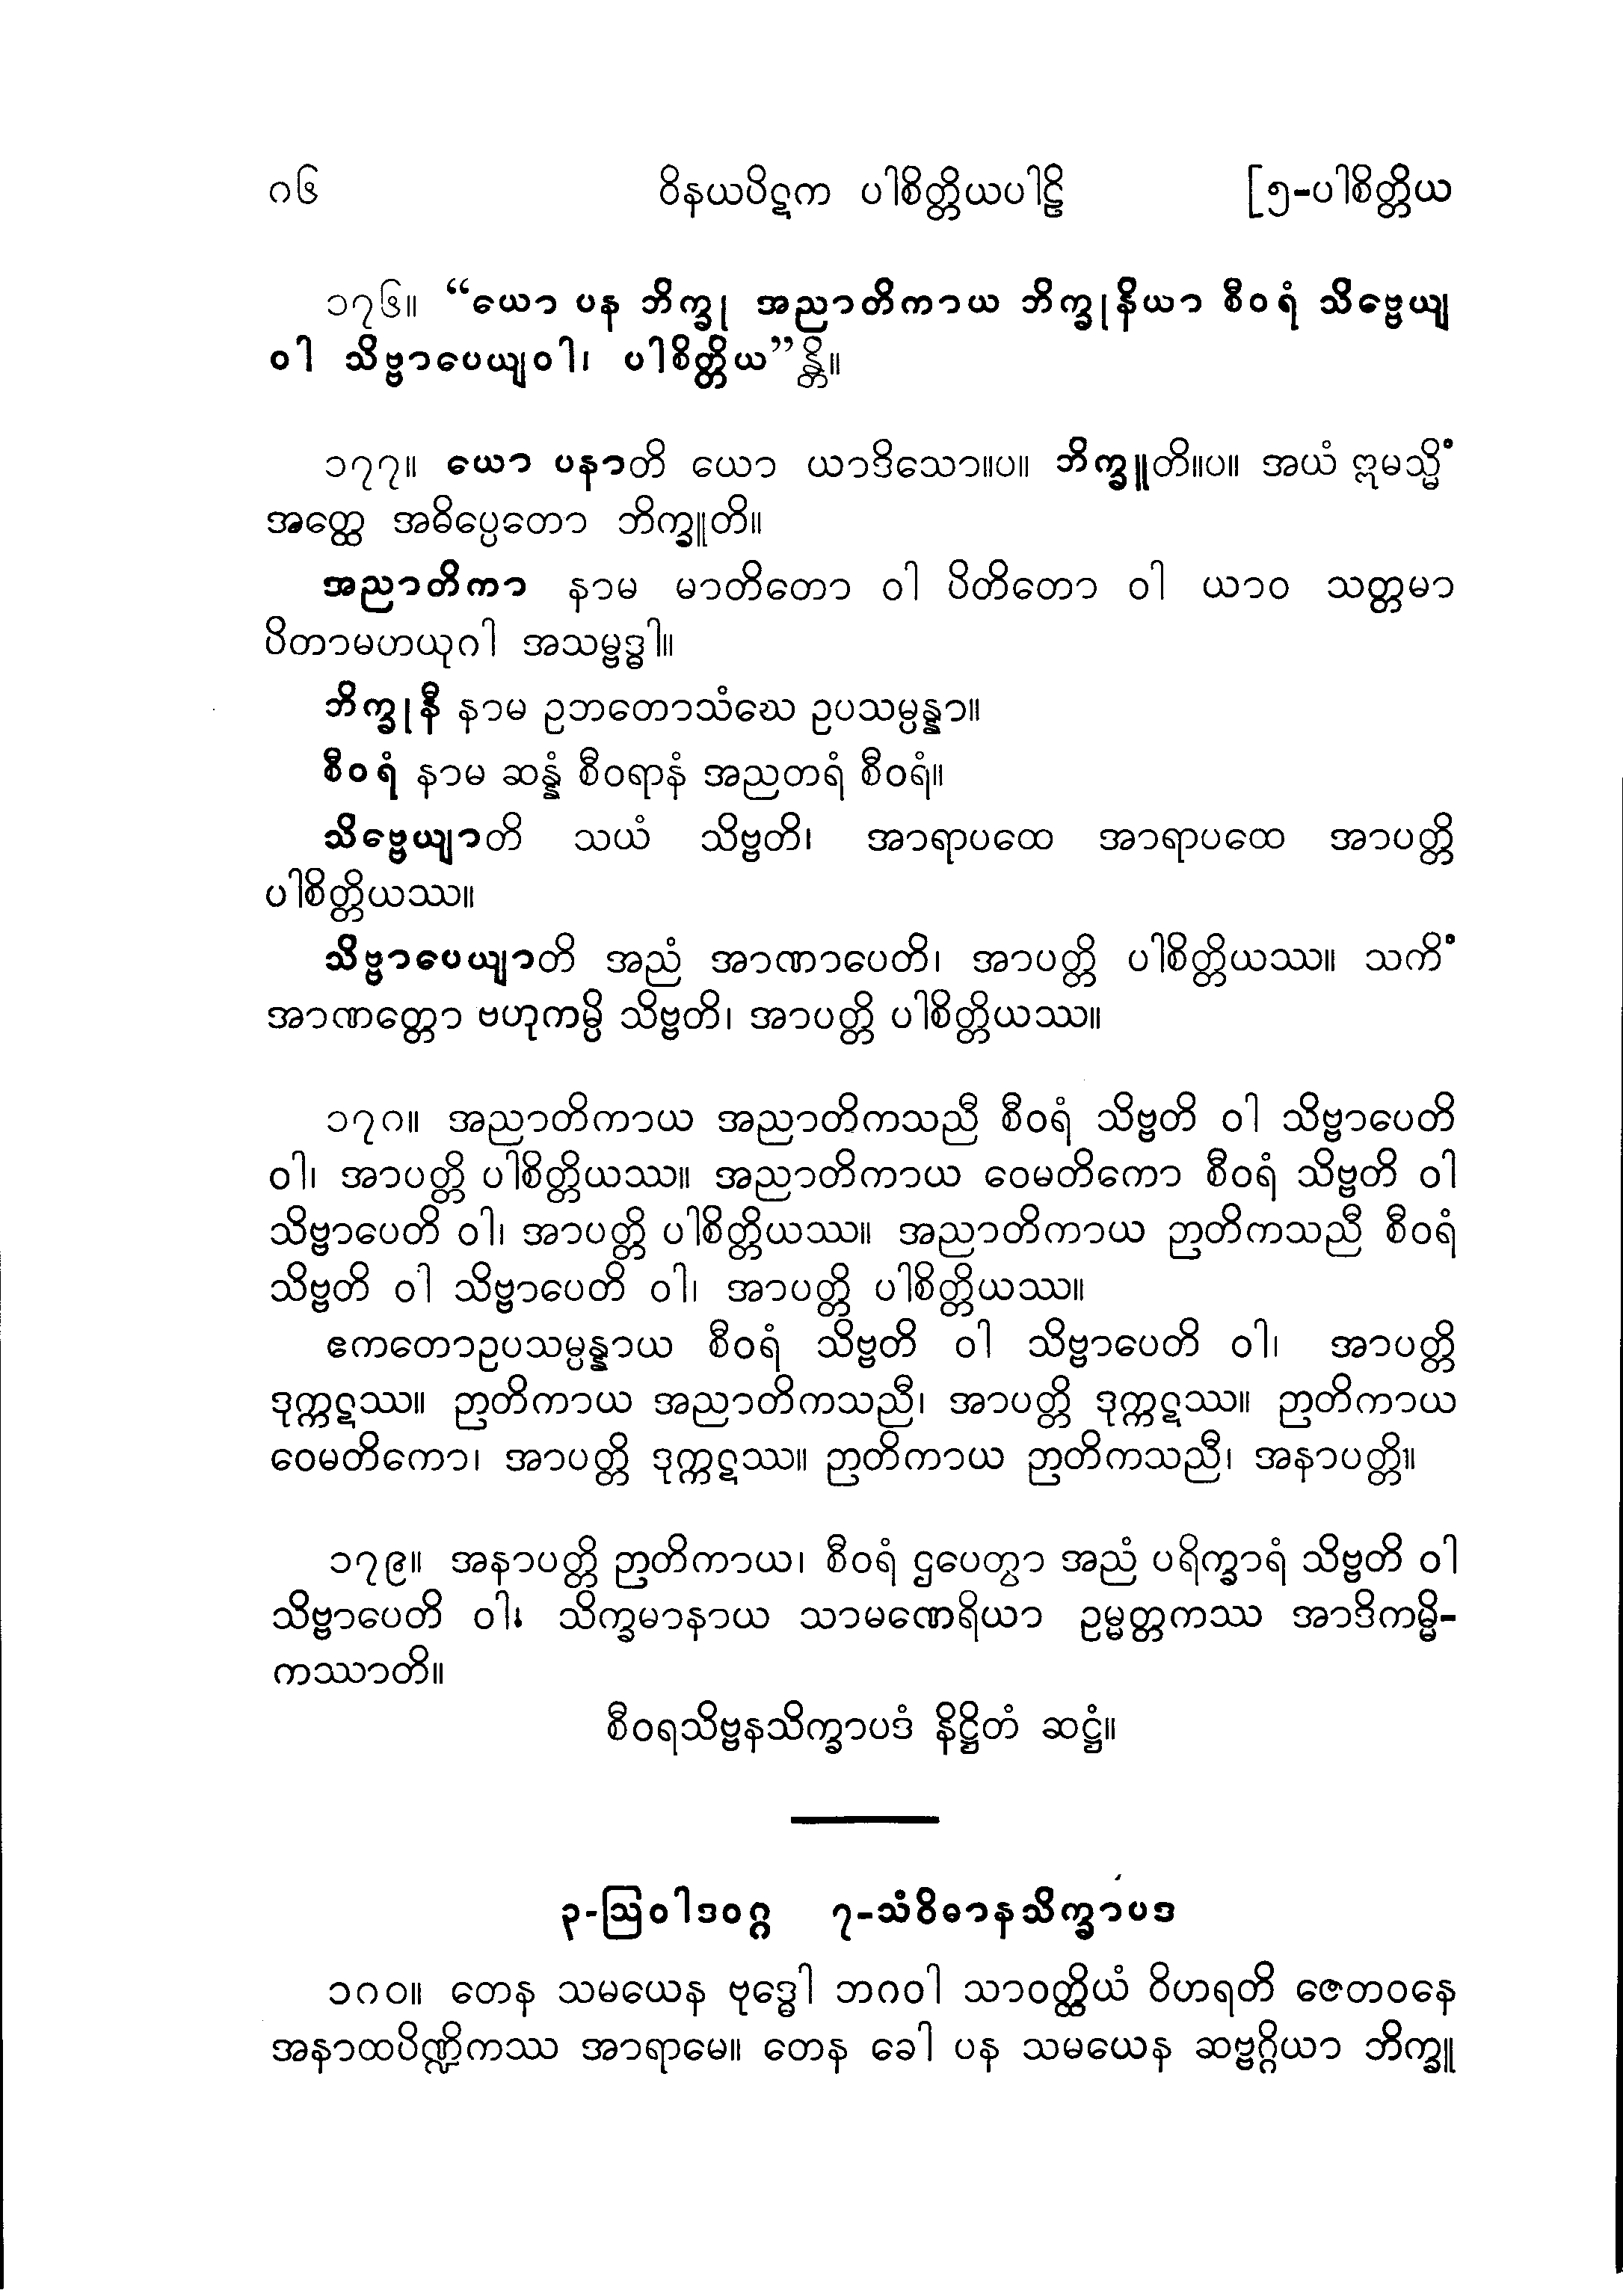 ၈၆ ဝိနယပိဋက ပါစိတ္တိယပါဠိ [၅-ပါစိတ္တိယ
၁၇၆။ “ယော ပန ဘိက္ခု အညာတိကာယ ဘိက္ခုနိယာ စီဝရံ သိဗ္ဗေယျ
ဝါ သိဗ္ဗာပေယျဝါ၊ ပါစိတ္တိယ”န္တိ။
၁၇၇။ ယော ပနာတိ ယော ယာဒိသော။ပ။ ဘိက္ခူတိ။ပ။ အယံ ဣမသ္မိံ
အတ္ထေ အဓိပ္ပေတော ဘိက္ခူတိ။
အညာတိကာ နာမ မာတိတော ဝါ ပိတိတော ဝါ ယာဝ သတ္တမာ
ပိတာမဟယုဂါ အသမ္ဗဒ္ဓါ။
ဘိက္ခုနီ နာမ ဥဘတောသံဃေ ဥပသမ္ပန္နာ။
စီဝရံ နာမ ဆန္နံ စီဝရာနံ အညတရံ စီဝရံ။
သိဗ္ဗေယျာတိ သယံ သိဗ္ဗတိ၊ အာရာပထေ အာရာပထေ အာပတ္တိ
ပါစိတ္တိယဿ။
သိဗ္ဗာပေယျာတိ အညံ အာဏာပေတိ၊ အာပတ္တိ ပါစိတ္တိယဿ။ သကိံ
အာဏတ္တော ဗဟုကမ္ပိ သိဗ္ဗတိ၊ အာပတ္တိ ပါစိတ္တိယဿ။
၁၇၈။ အညာတိကာယ အညာတိကသညီ စီဝရံ သိဗ္ဗတိ ဝါ သိဗ္ဗာပေတိ
ဝါ၊ အာပတ္တိ ပါစိတ္တိယဿ။ အညာတိကာယ ဝေမတိကော စီဝရံ သိဗ္ဗတိ ဝါ
သိဗ္ဗာပေတိ ဝါ၊ အာပတ္တိ ပါစိတ္တိယဿ။ အညာတိကာယ ဉာတိကသညီ စီဝရံ
သိဗ္ဗတိ ဝါ သိဗ္ဗာပေတိ ဝါ၊ အာပတ္တိ ပါစိတ္တိယဿ။
ဧကတောဥပသမ္ပန္နာယ စီဝရံ သိဗ္ဗတိ ဝါ သိဗ္ဗာပေတိ ဝါ၊ အာပတ္တိ
ဒုက္ကဋဿ။ ဉာတိကာယ အညာတိကသညီ၊ အာပတ္တိ ဒုက္ကဋဿ။ ဉာတိကာယ
ဝေမတိကော၊ အာပတ္တိ ဒုက္ကဋဿ။ ဉာတိကာယ ဉာတိကသညီ၊ အနာပတ္တိ။
၁၇၉။ အနာပတ္တိ ဉာတိကာယ၊ စီဝရံ ဌပေတွာ အညံ ပရိက္ခာရံ သိဗ္ဗတိ ဝါ
သိဗ္ဗာပေတိ ဝါ၊ သိက္ခမာနာယ သာမဏေရိယာ ဥမ္မတ္တကဿ အာဒိကမ္မိ-
ကဿာတိ။
စီဝရသိဗ္ဗနသိက္ခာပဒံ နိဋ္ဌိတံ ဆဋ္ဌံ။
၃-ဩဝါဒဝဂ္ဂ ၇-သံဝိဓာနသိက္ခာပဒ
၁၈၀။ တေန သမယေန ဗုဒ္ဓေါ ဘဂဝါ သာဝတ္ထိယံ ဝိဟရတိ ဇေတဝနေ
အနာထပိဏ္ဍိကဿ အာရာမေ။ တေန ခေါ ပန သမယေန ဆဗ္ဗဂ္ဂိယာ ဘိက္ခူ